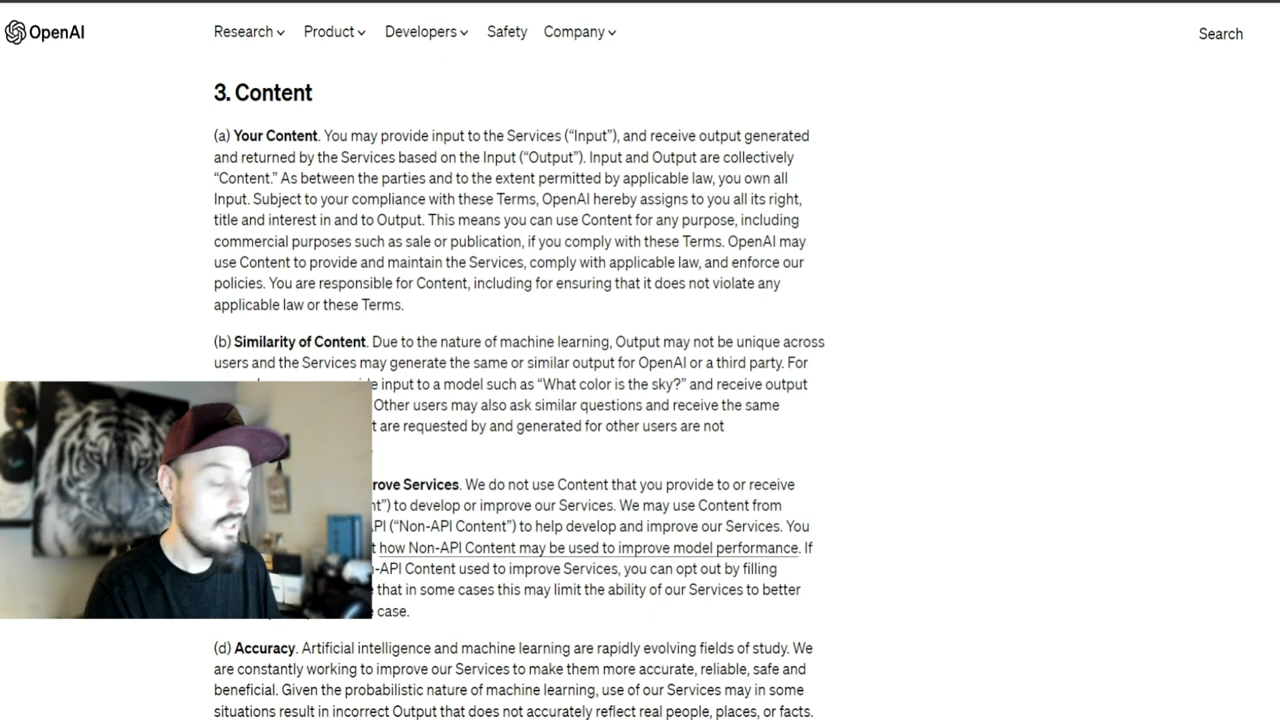 OpenAI
Research
Product
Developers
Safety
Company
Search
3. Content
(a) Your Content. You may provide input to the Services (“Input”), and receive output generated
and returned by the Services based on the Input (“Output”). Input and Output are collectively
“Content.” As between the parties and to the extent permitted by applicable law, you own all
Input. Subject to your compliance with these Terms, OpenAI hereby assigns to you all its right,
title and interest in and to Output. This means you can use Content for any purpose, including
commercial purposes such as sale or publication, if you comply with these Terms. OpenAI may
use Content to provide and maintain the Services, comply with applicable law, and enforce our
policies. You are responsible for Content, including for ensuring that it does not violate any
applicable law or these Terms.
(b) Similarity of Content. Due to the nature of machine learning, Output may not be unique across
users and the Services may generate the same or similar output for OpenAI or a third party. For
input to a model such as “What color is the sky?” and receive output
Other users may also ask similar questions and receive the same
are requested by and generated for other users are not
Services. We do not use Content that you provide to or receive
to develop or improve our Services. We may use Content from
(“Non-API Content”) to help develop and improve our Services. You
how Non-API Content may be used to improve model performance. If
-API Content used to improve Services, you can opt out by filling
that in some cases this may limit the ability of our Services to better
case.
(d) Accuracy. Artificial intelligence and machine learning are rapidly evolving fields of study. We
are constantly working to improve our Services to make them more accurate, reliable, safe and
beneficial. Given the probabilistic nature of machine learning, use of our Services may in some
situations result in incorrect Output that does not accurately reflect real people, places, or facts.